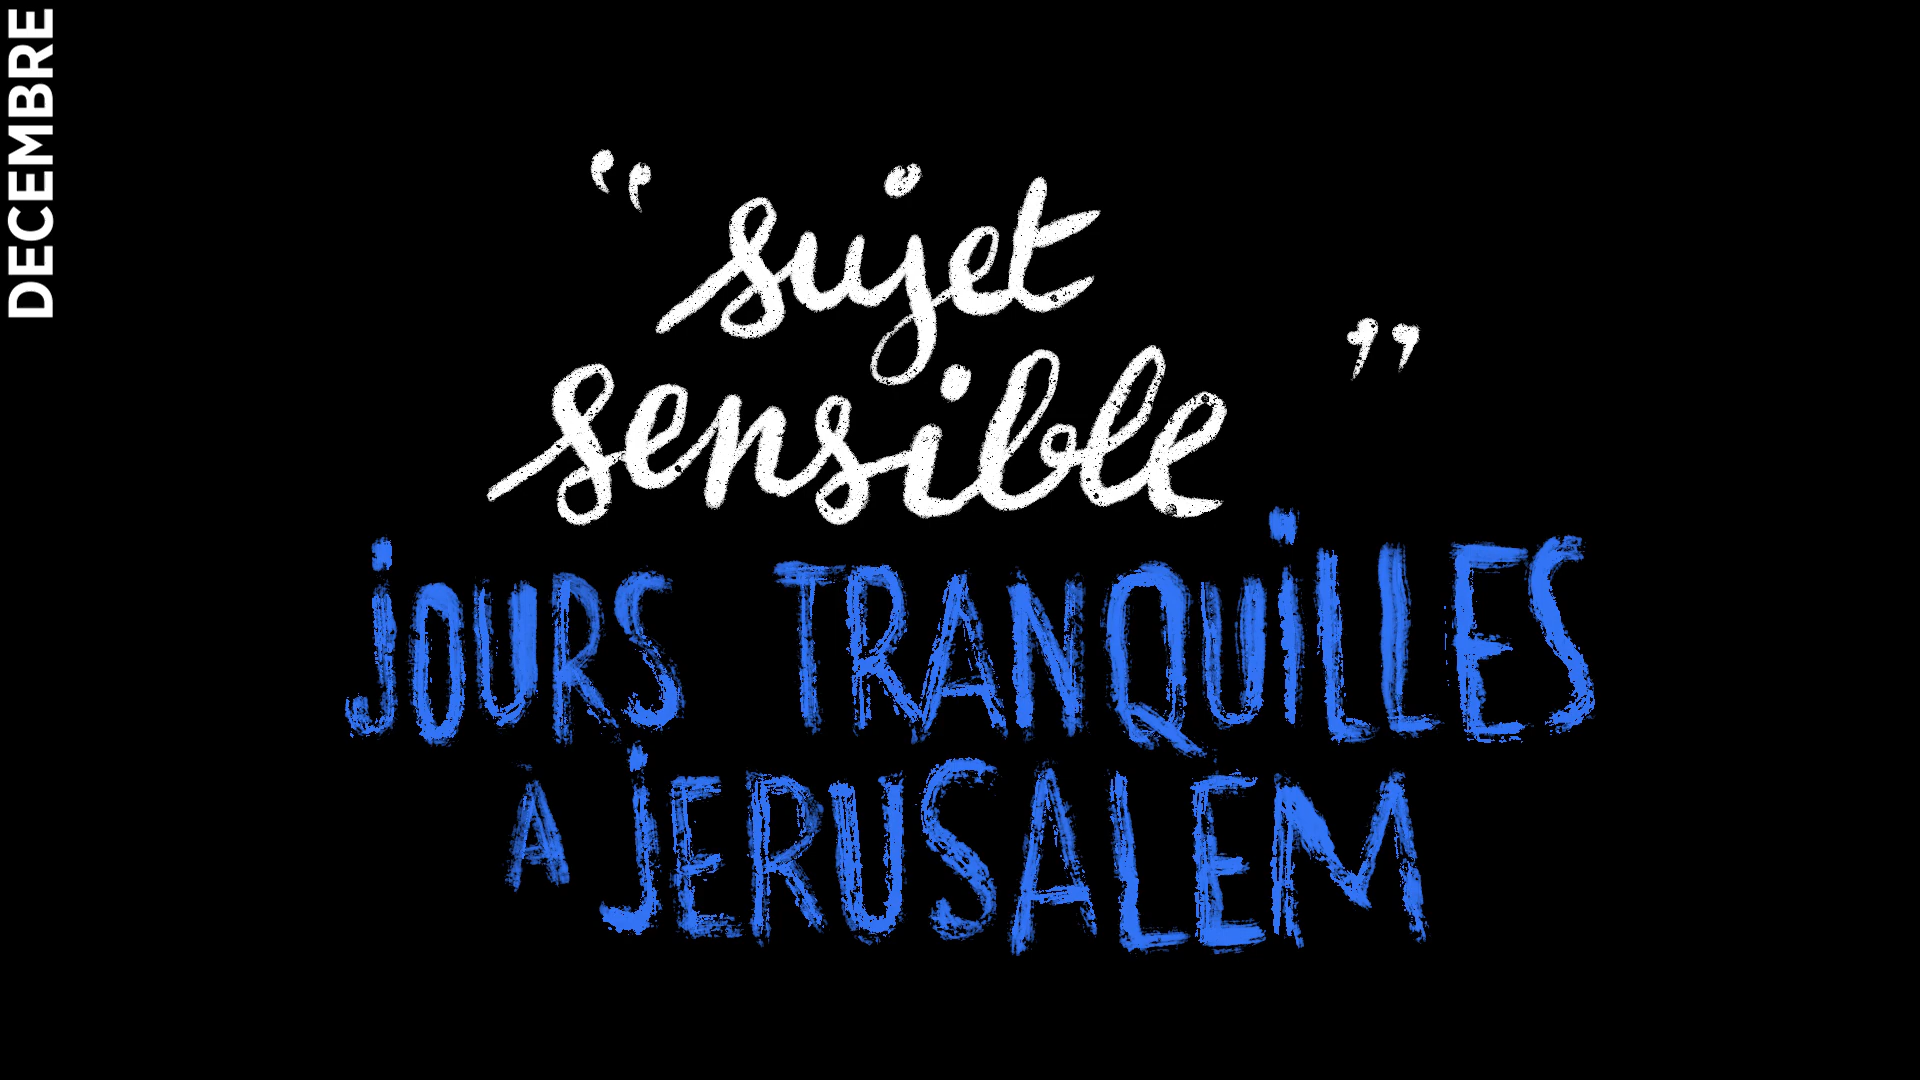 DECEMBRE
“sujet
sensible”
jOURS TRANQUiLLES
A jERUSALEM